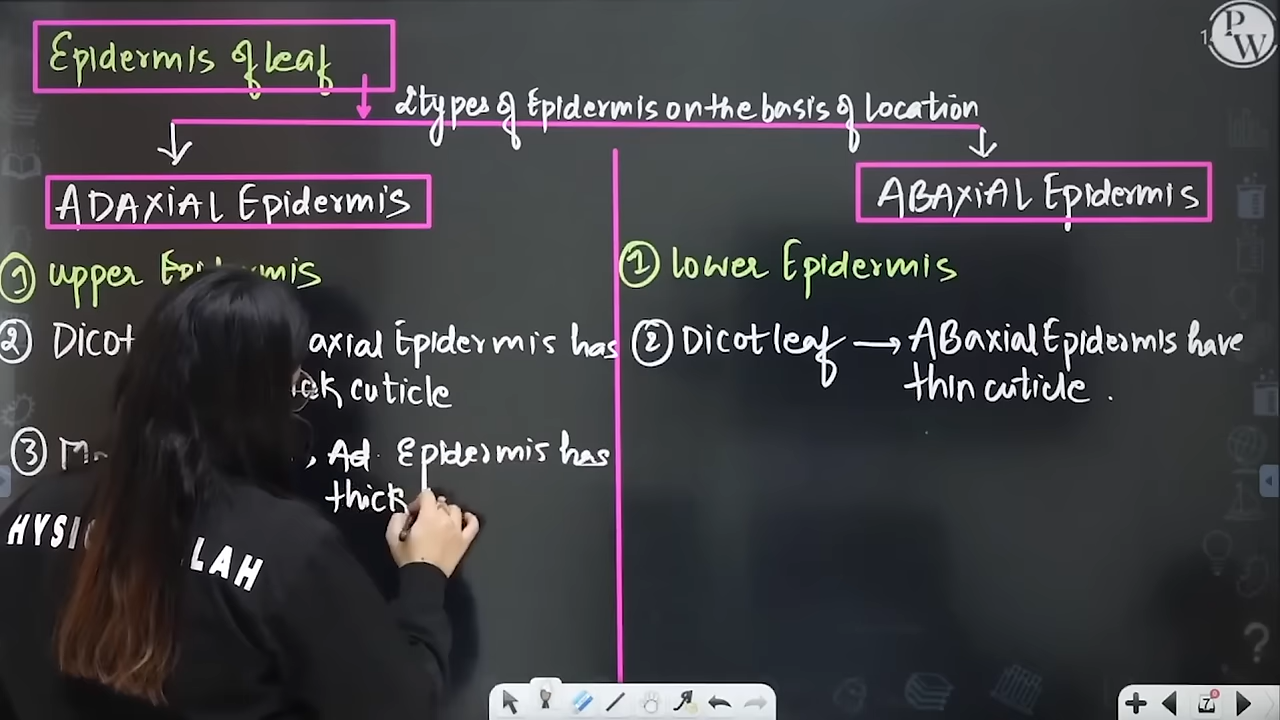 Epidermis of leaf
2 types of Epidermis on the basis of Location
ADAXIAL Epidermis
① upper
② Dicot axial Epidermis has
cuticle
③ , Ad. Epidermis has
thick
ABAXIAL Epidermis
① lower Epidermis
② Dicot leaf → ABaxial Epidermis have
thin cuticle .
PW
HYSI LAH
7